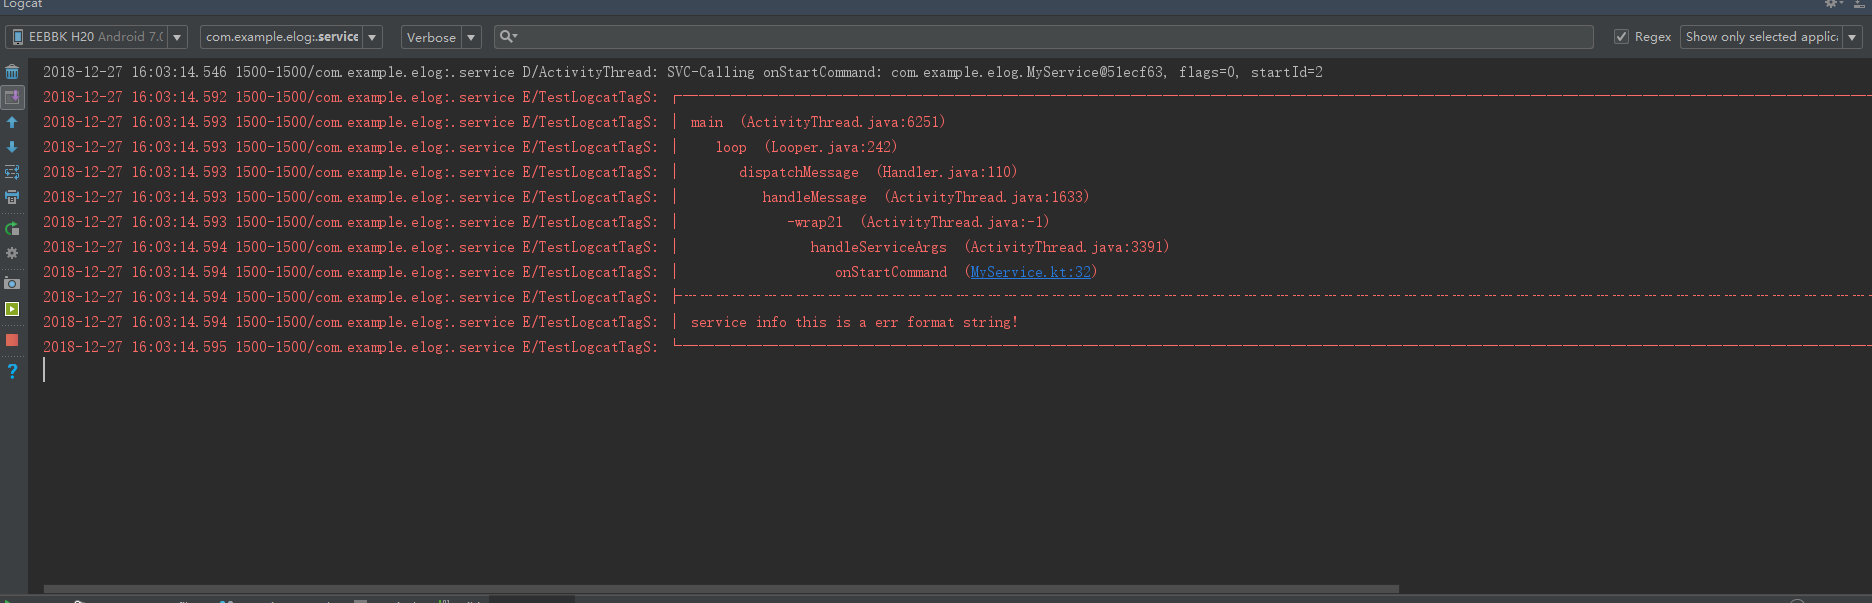 Logcat
EEBBK H20 Android 7.0
com.example.elog:.service
Verbose
Regex
Show only selected applica
2018-12-27 16:03:14.546 1500-1500/com.example.elog:.service D/ActivityThread: SVC-Calling onStartCommand: com.example.elog.MyService@51ecf63, flags=0, startId=2
2018-12-27 16:03:14.592 1500-1500/com.example.elog:.service E/TestLogcatTagS:
2018-12-27 16:03:14.593 1500-1500/com.example.elog:.service E/TestLogcatTagS: | main (ActivityThread.java:6251)
2018-12-27 16:03:14.593 1500-1500/com.example.elog:.service E/TestLogcatTagS: | loop (Looper.java:242)
2018-12-27 16:03:14.593 1500-1500/com.example.elog:.service E/TestLogcatTagS: | dispatchMessage (Handler.java:110)
2018-12-27 16:03:14.593 1500-1500/com.example.elog:.service E/TestLogcatTagS: | handleMessage (ActivityThread.java:1633)
2018-12-27 16:03:14.593 1500-1500/com.example.elog:.service E/TestLogcatTagS: | -wrap21 (ActivityThread.java:-1)
2018-12-27 16:03:14.594 1500-1500/com.example.elog:.service E/TestLogcatTagS: | handleServiceArgs (ActivityThread.java:3391)
2018-12-27 16:03:14.594 1500-1500/com.example.elog:.service E/TestLogcatTagS: | onStartCommand (MyService.kt:32)
2018-12-27 16:03:14.594 1500-1500/com.example.elog:.service E/TestLogcatTagS:
2018-12-27 16:03:14.594 1500-1500/com.example.elog:.service E/TestLogcatTagS: | service info this is a err format string!
2018-12-27 16:03:14.595 1500-1500/com.example.elog:.service E/TestLogcatTagS: